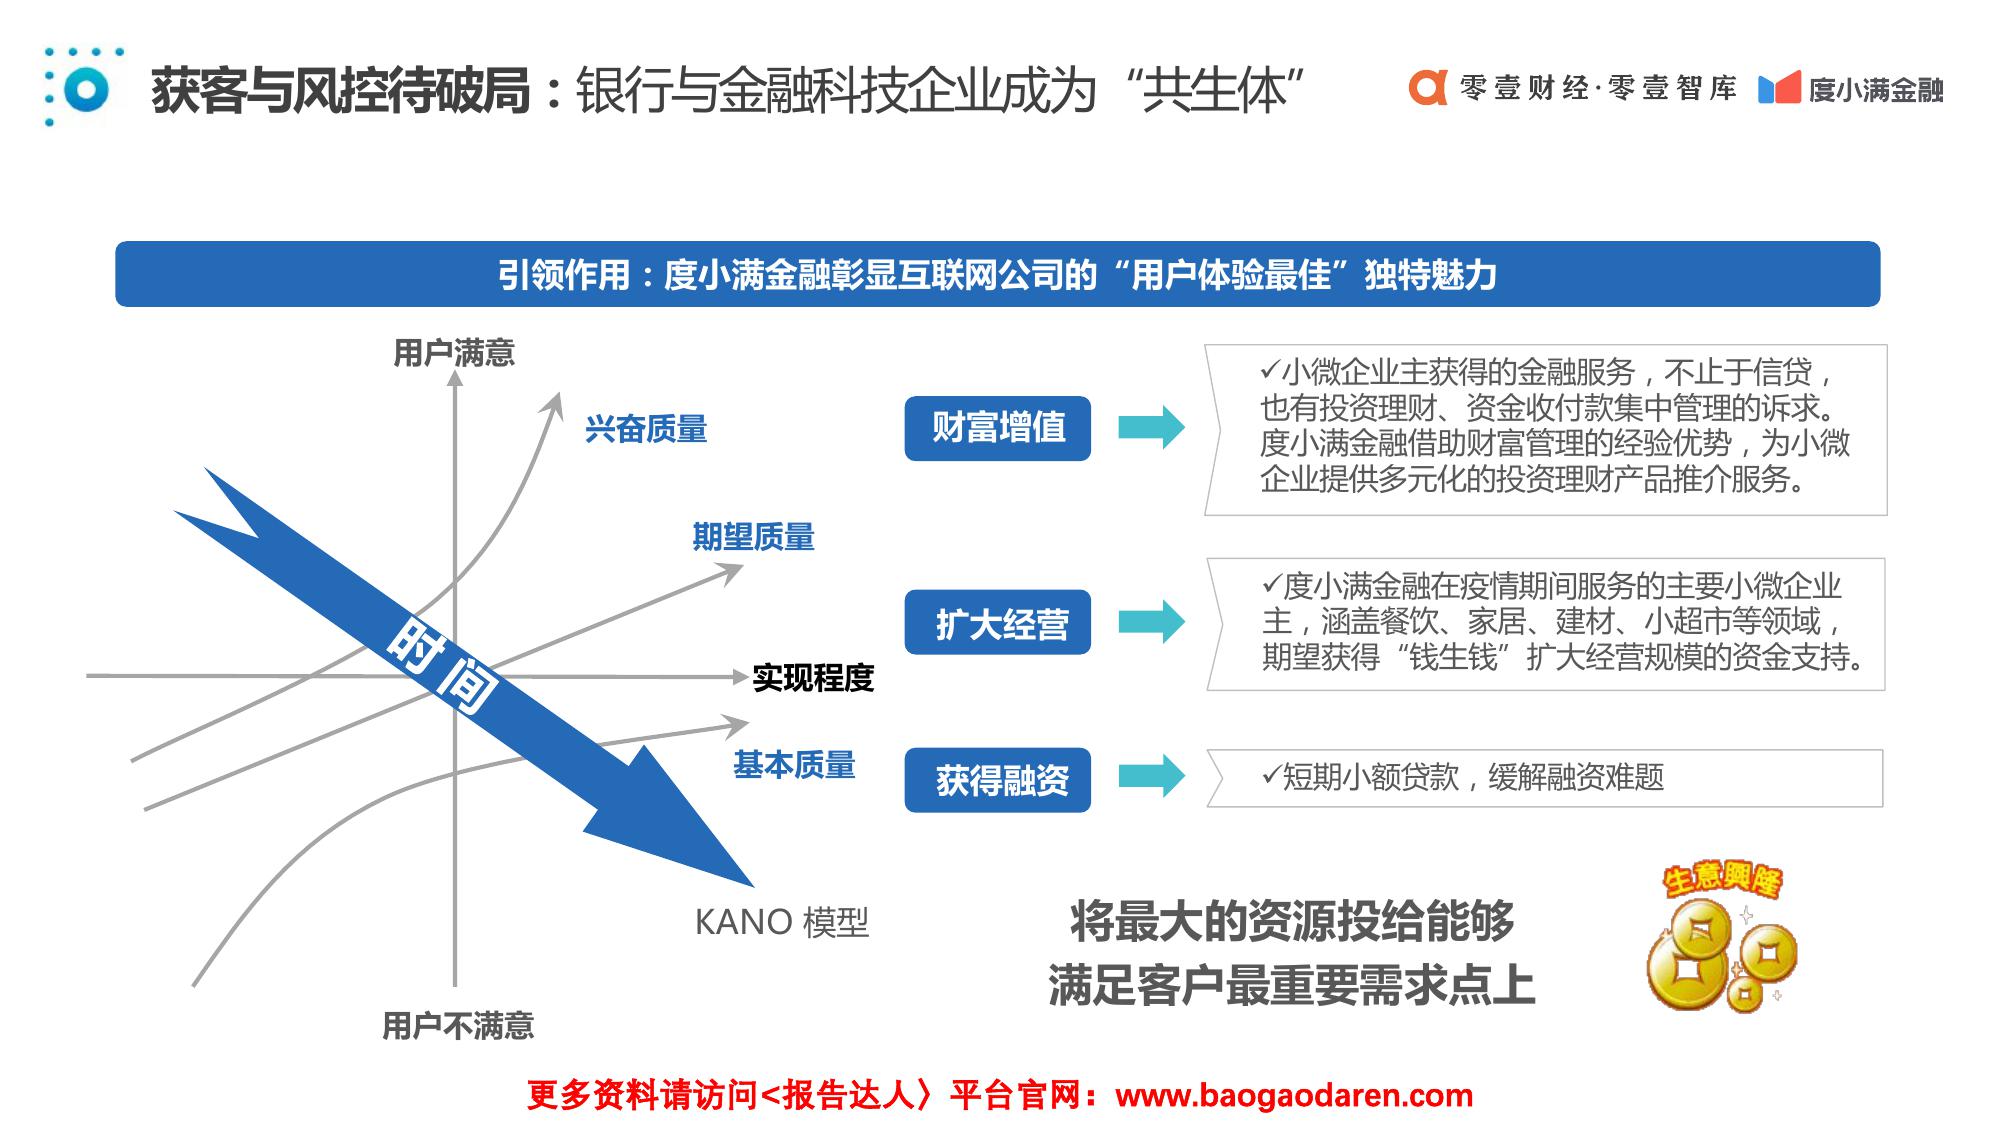 获客与风控待破局：银行与金融科技企业成为“共生体”
零壹财经·零壹智库
度小满金融
引领作用：度小满金融彰显互联网公司的“用户体验最佳”独特魅力
用户满意
兴奋质量
期望质量
时间
实现程度
基本质量
KANO 模型
用户不满意
财富增值
✓小微企业主获得的金融服务，不止于信贷，
也有投资理财、资金收付款集中管理的诉求。
度小满金融借助财富管理的经验优势，为小微
企业提供多元化的投资理财产品推介服务。
扩大经营
✓度小满金融在疫情期间服务的主要小微企业
主，涵盖餐饮、家居、建材、小超市等领域，
期望获得“钱生钱”扩大经营规模的资金支持。
获得融资
✓短期小额贷款，缓解融资难题
将最大的资源投给能够
满足客户最重要需求点上
生意興隆
更多资料请访问<报告达人〉平台官网：www.baogaodaren.com